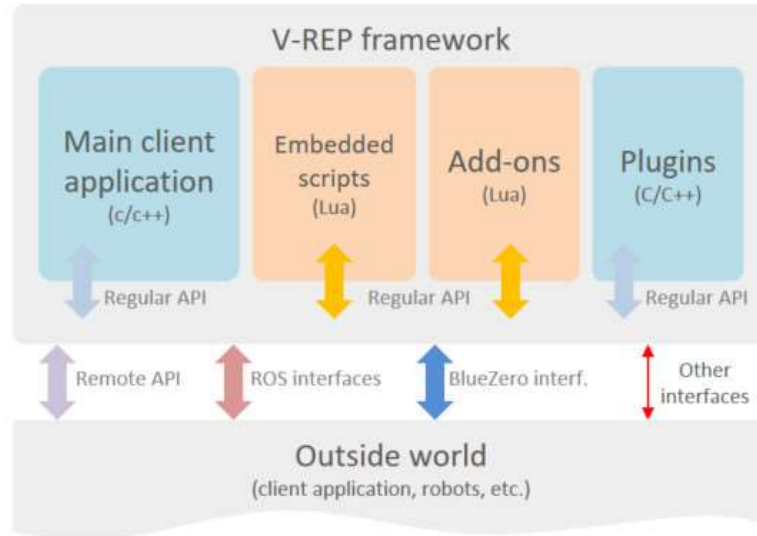 V-REP framework
Main client
application
(c/c++)
Embedded
scripts
(Lua)
Add-ons
(Lua)
Plugins
(C/C++)
Regular API
Regular API
Regular API
Remote API
ROS interfaces
BlueZero interf.
Other
interfaces
Outside world
(client application, robots, etc.)